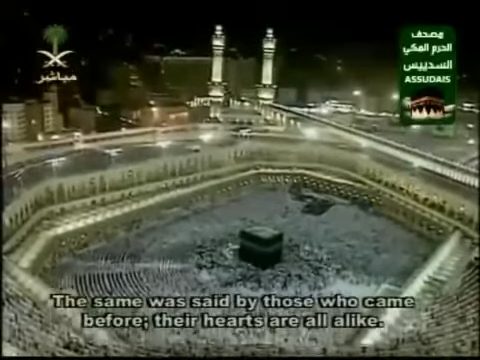 مباشر
مصحف
الحرم المكي
السديس
ASSUDAIS
The same was said by those who came
before; their hearts are all alike.